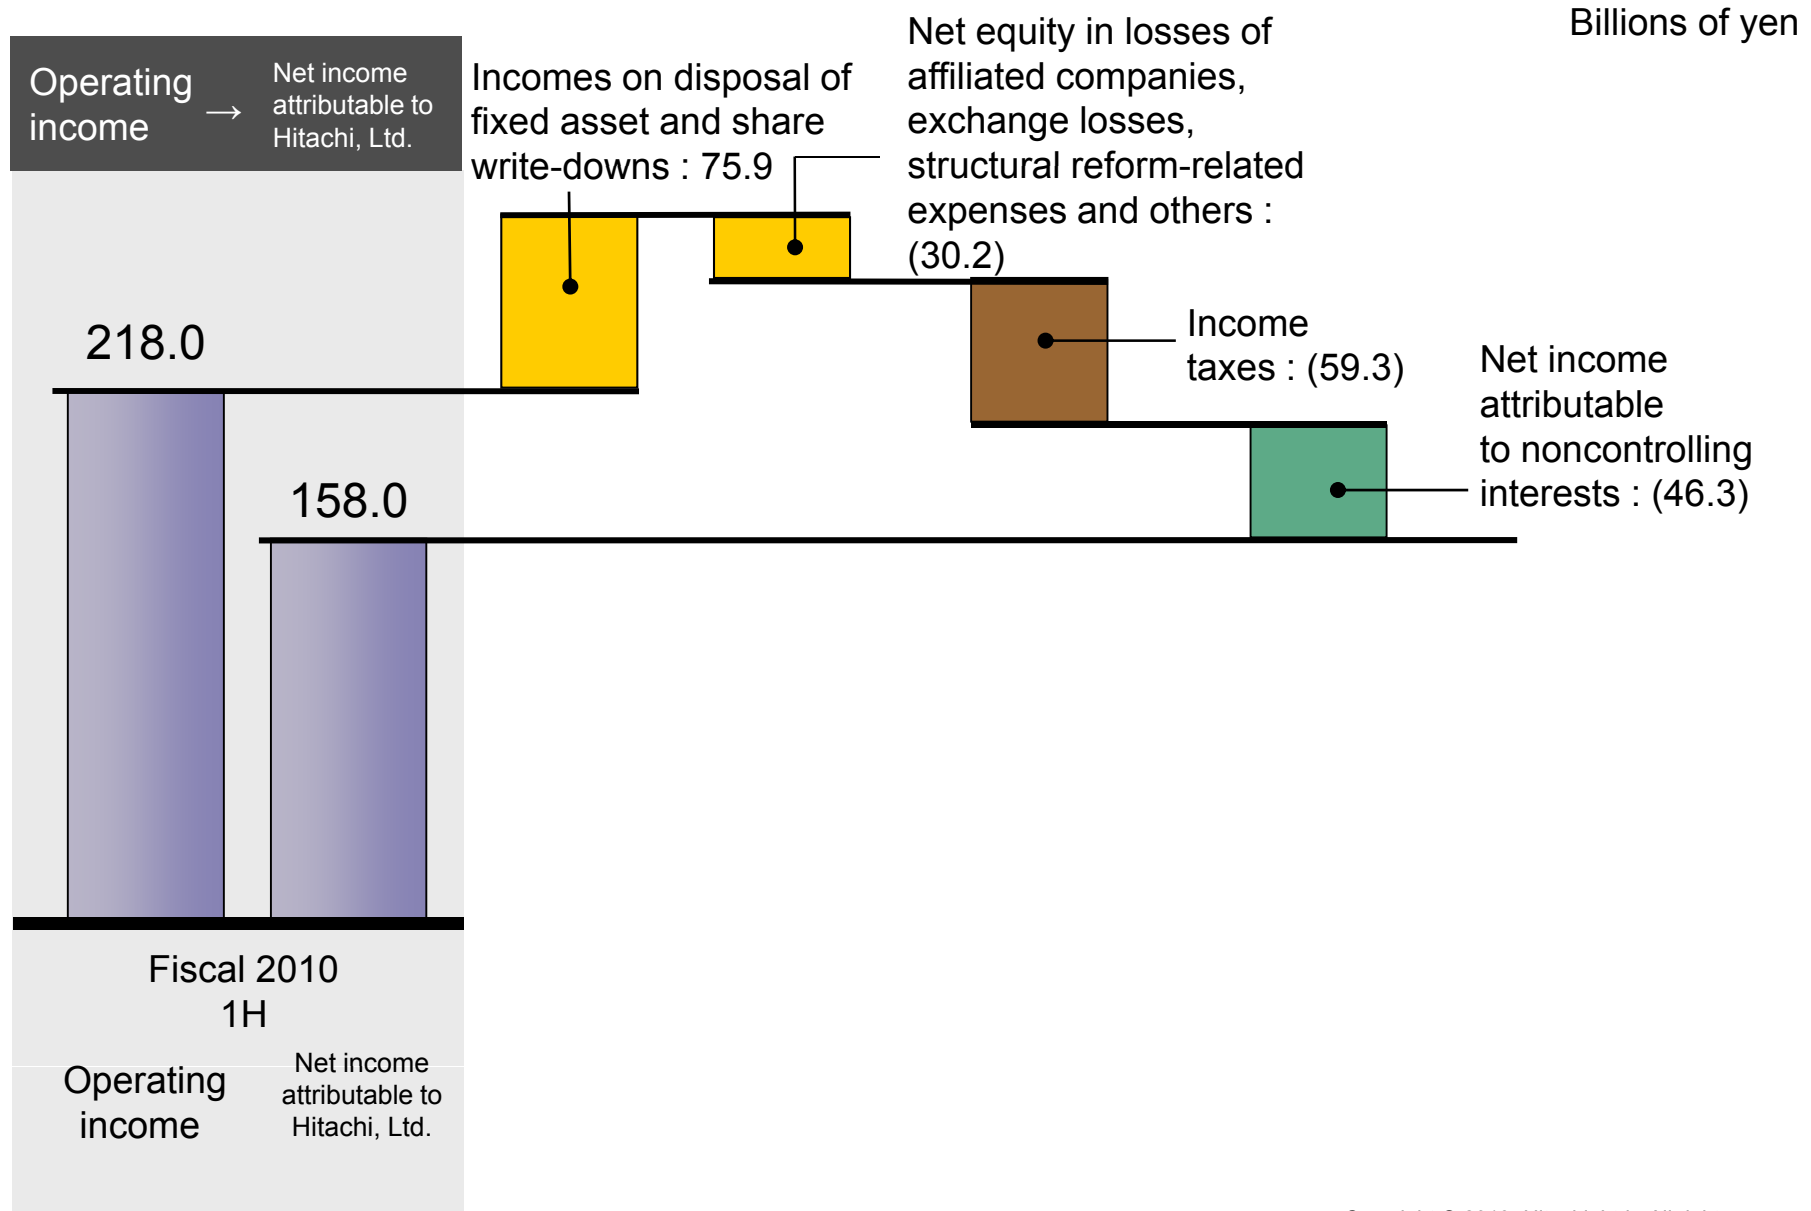 Billions of yen
Operating
income
→
Net income
attributable to
Hitachi, Ltd.
Incomes on disposal of
fixed asset and share
write-downs : 75.9
Net equity in losses of
affiliated companies,
exchange losses,
structural reform-related
expenses and others :
(30.2)
Income
taxes : (59.3)
Net income
attributable
to noncontrolling
interests : (46.3)
218.0
158.0
Fiscal 2010
1H
Operating
income
Net income
attributable to
Hitachi, Ltd.